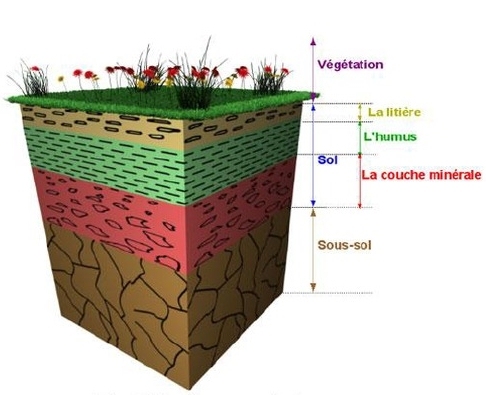 Végétation
La litière
L'humus
Sol
La couche minérale
Sous-sol